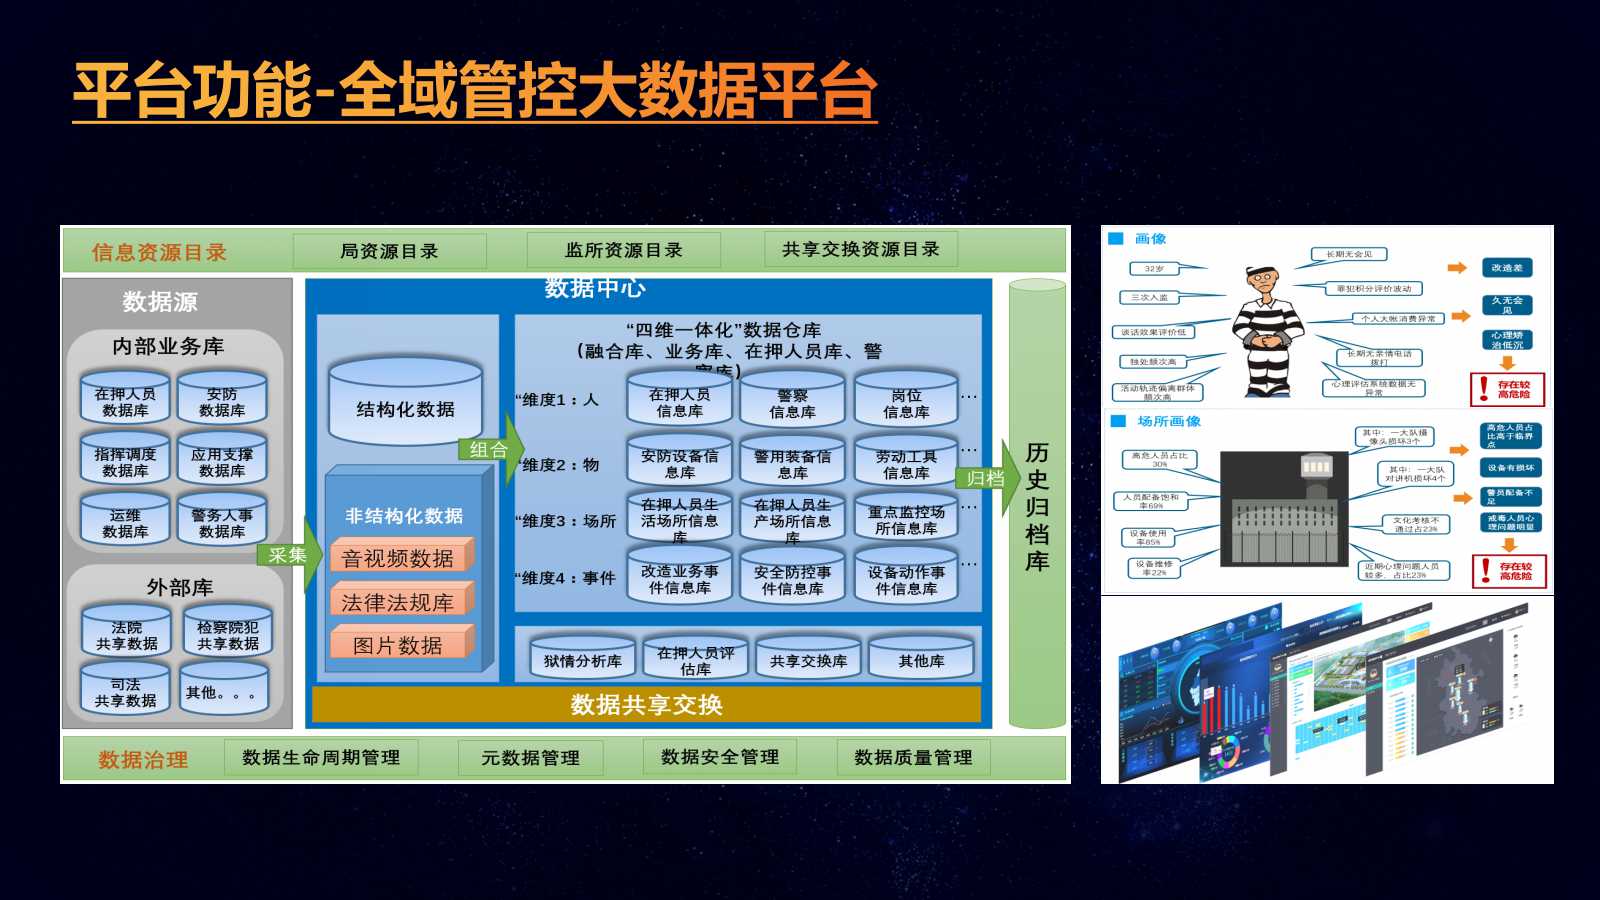 平台功能-全域管控大数据平台
信息资源目录
局资源目录
监所资源目录
共享交换资源目录
数据源
内部业务库
在押人员
数据库
安防
数据库
指挥调度
数据库
应用支撑
数据库
运维
数据库
警务人事
数据库
外部库
法院
共享数据
检察院犯
共享数据
司法
共享数据
其他。。。
采集
数据中心
结构化数据
非结构化数据
音视频数据
法律法规库
图片数据
组合
“四维一体化”数据仓库
(融合库、业务库、在押人员库、警
察库)
“维度1：人
在押人员
信息库
警察
信息库
岗位
信息库
…
“维度2：物
安防设备信
息库
警用装备信
息库
劳动工具
信息库
…
“维度3：场所
在押人员生
活场所信息
库
在押人员生
产场所信息
库
重点监控场
所信息库
…
“维度4：事件
改造业务事
件信息库
安全防控事
件信息库
设备动作事
件信息库
…
狱情分析库
在押人员评
估库
共享交换库
其他库
数据共享交换
归档
历史归档库
数据治理
数据生命周期管理
元数据管理
数据安全管理
数据质量管理
画像
32岁
三次入监
谈话效果评价低
独处频次高
活动轨迹偏离群体
频次高
长期无会见
罪犯积分评价波动
个人大账消费异常
长期无亲情电话
拨打
心理评估系统数据无
异常
改造差
久无会
见
心理矫
治低沉
存在较
高危险
场所画像
高危人员占比
30%
人员配备饱和
率69%
设备使用
率85%
设备维修
率22%
其中：一大队摄
像头损坏3个
其中：一大队
对讲机损坏4个
文化考核不
通过占23%
近期心理问题人员
较多，占比23%
高危人员占
比高于临界
点
设备有损坏
警员配备不
足
戒毒人员心
理问题明显
存在较
高危险